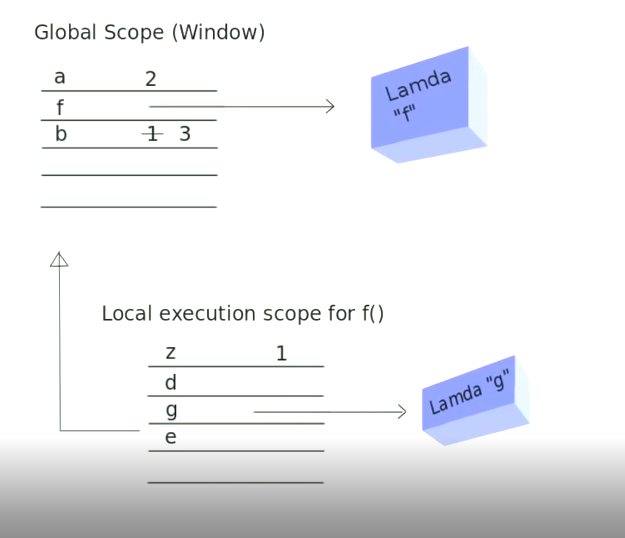 Global Scope (Window)
a 2
f
b 1 3
Lamda
"f"
Local execution scope for f()
z 1
d
g
e
Lamda "g"